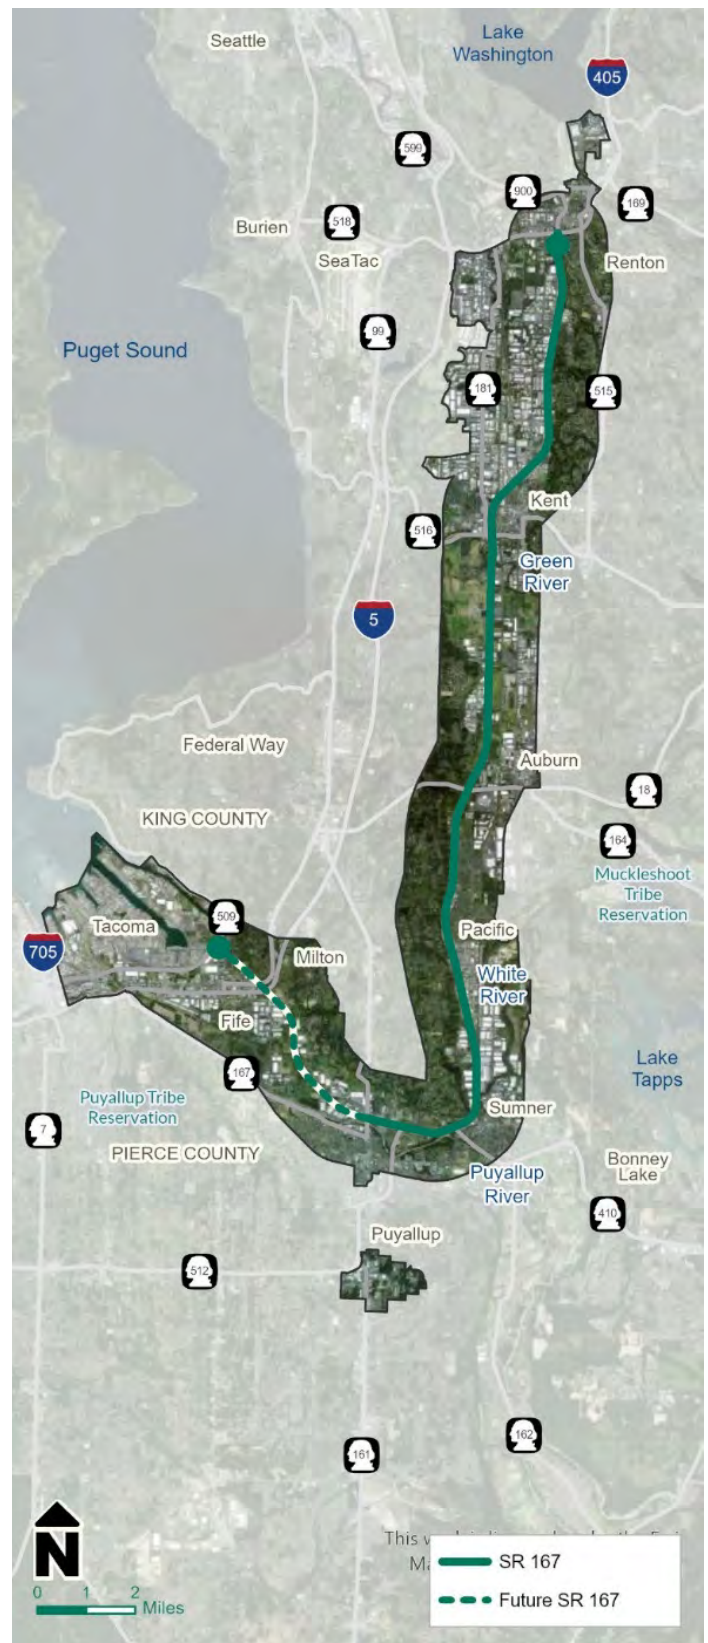 Seattle
Lake
Washington
405
599
900
169
Burien
518
SeaTac
Renton
99
Puget Sound
181
515
Kent
516
Green
River
5
Federal Way
Auburn
18
KING COUNTY
164
Muckleshoot
Tribe
Reservation
509
Tacoma
Pacific
705
Milton
White
River
Fife
Lake
Tapps
167
Puyallup Tribe
Reservation
Sumner
7
PIERCE COUNTY
Bonney
Lake
Puyallup
River
410
Puyallup
512
162
161
N
This
Ma
SR 167
Future SR 167
0 1 2
Miles